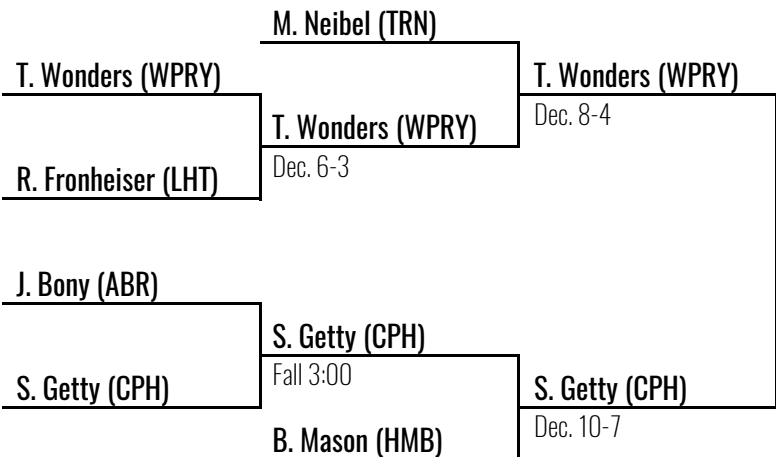 M. Neibel (TRN)
T. Wonders (WPRY)
T. Wonders (WPRY)
Dec. 8-4
T. Wonders (WPRY)
Dec. 6-3
R. Fronheiser (LHT)
J. Bony (ABR)
S. Getty (CPH)
Fall 3:00
S. Getty (CPH)
S. Getty (CPH)
Dec. 10-7
B. Mason (HMB)